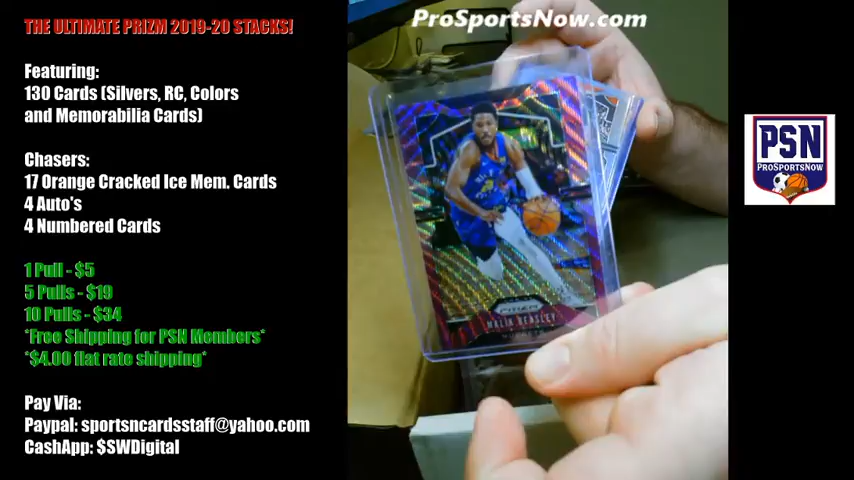 THE ULTIMATE PRIZM 2019-20 STACKS!
Featuring:
130 Cards (Silvers, RC, Colors
and Memorabilia Cards)
Chasers:
17 Orange Cracked Ice Mem. Cards
4 Auto's
4 Numbered Cards
1 Pull - $5
5 Pulls - $19
10 Pulls - $34
*Free Shipping for PSN Members*
*$4.00 flat rate shipping*
Pay Via:
Paypal: sportsncardsstaff@yahoo.com
CashApp: $SWDigital
ProSportsNow.com
PRIZM
MALIK BEASLEY
PSN
PROSPORTSNOW